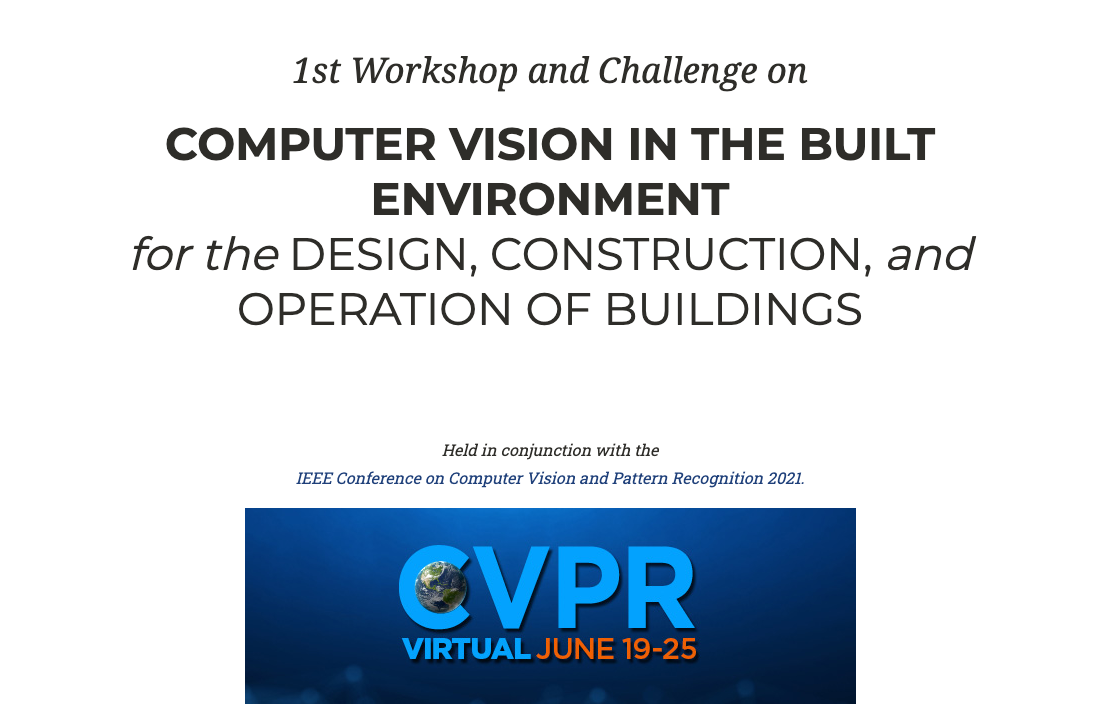 1st Workshop and Challenge on
COMPUTER VISION IN THE BUILT
ENVIRONMENT
for the DESIGN, CONSTRUCTION, and
OPERATION OF BUILDINGS
Held in conjunction with the
IEEE Conference on Computer Vision and Pattern Recognition 2021.
CVPR
VIRTUAL JUNE 19-25